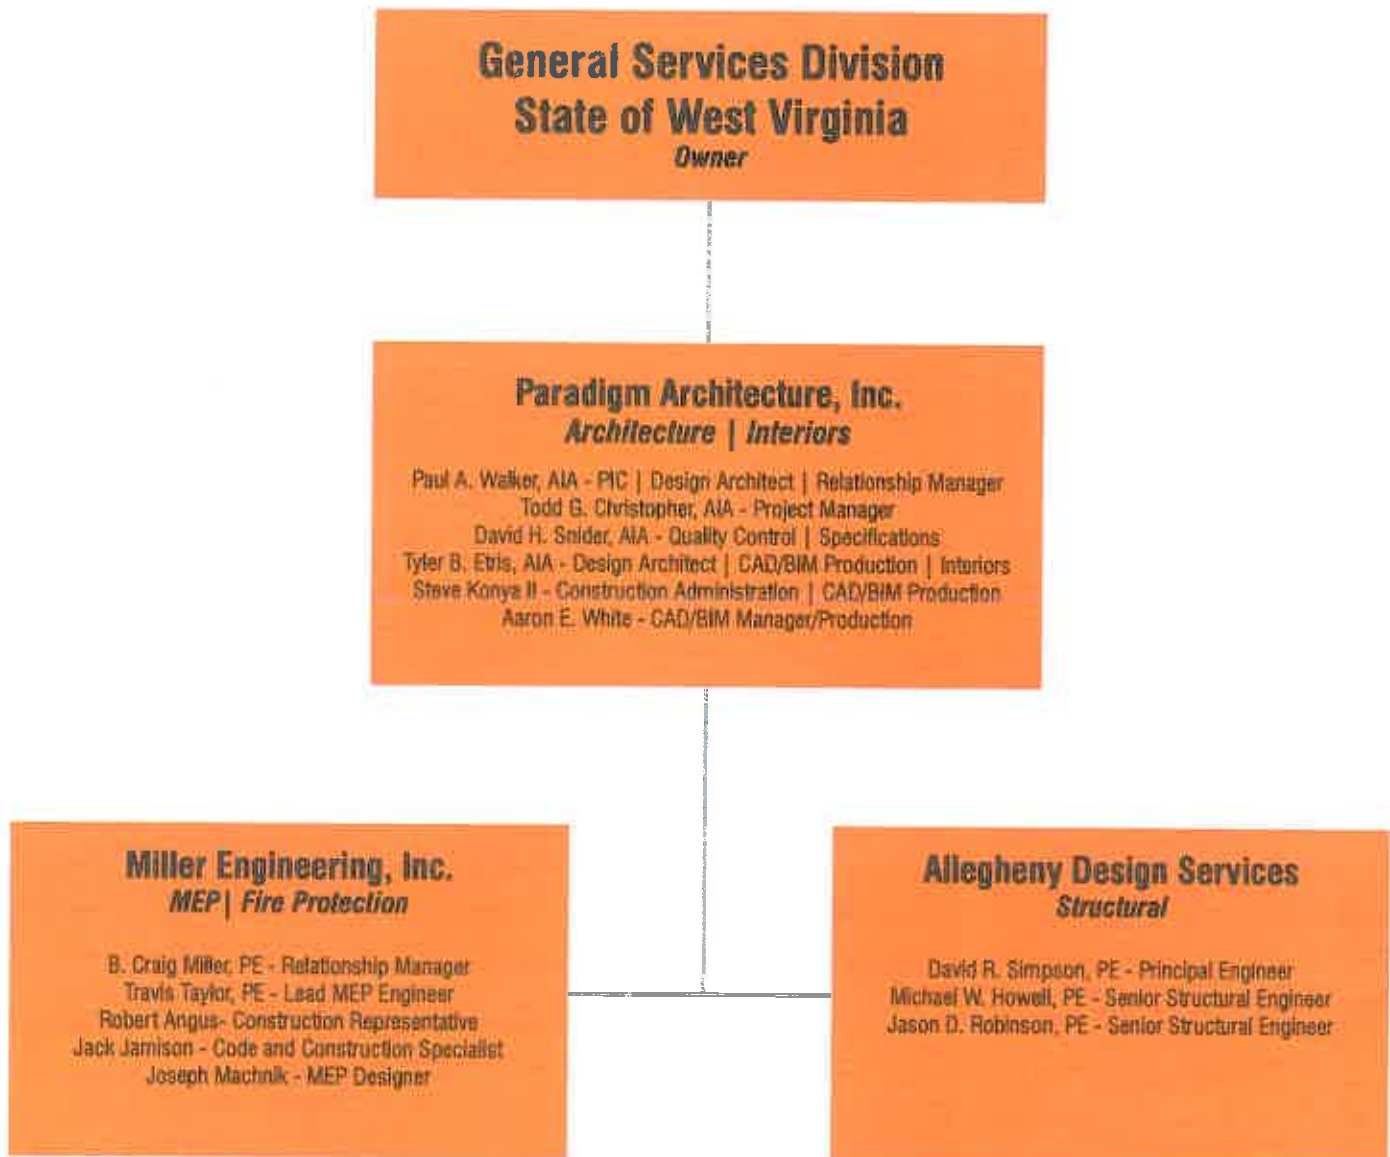 General Services Division
State of West Virginia
Owner
Paradigm Architecture, Inc.
Architecture | Interiors
Paul A. Walker, AIA - PIC | Design Architect | Relationship Manager
Todd G. Christopher, AIA - Project Manager
David H. Snider, AIA - Quality Control | Specifications
Tyler B. Etris, AIA - Design Architect | CAD/BIM Production | Interiors
Steve Konya II - Construction Administration | CAD/BIM Production
Aaron E. White - CAD/BIM Manager/Production
Miller Engineering, Inc.
MEP | Fire Protection
B. Craig Miller, PE - Relationship Manager
Travis Taylor, PE - Lead MEP Engineer
Robert Angus- Construction Representative
Jack Jamison - Code and Construction Specialist
Joseph Machnik - MEP Designer
Allegheny Design Services
Structural
David R. Simpson, PE - Principal Engineer
Michael W. Howell, PE - Senior Structural Engineer
Jason D. Robinson, PE - Senior Structural Engineer